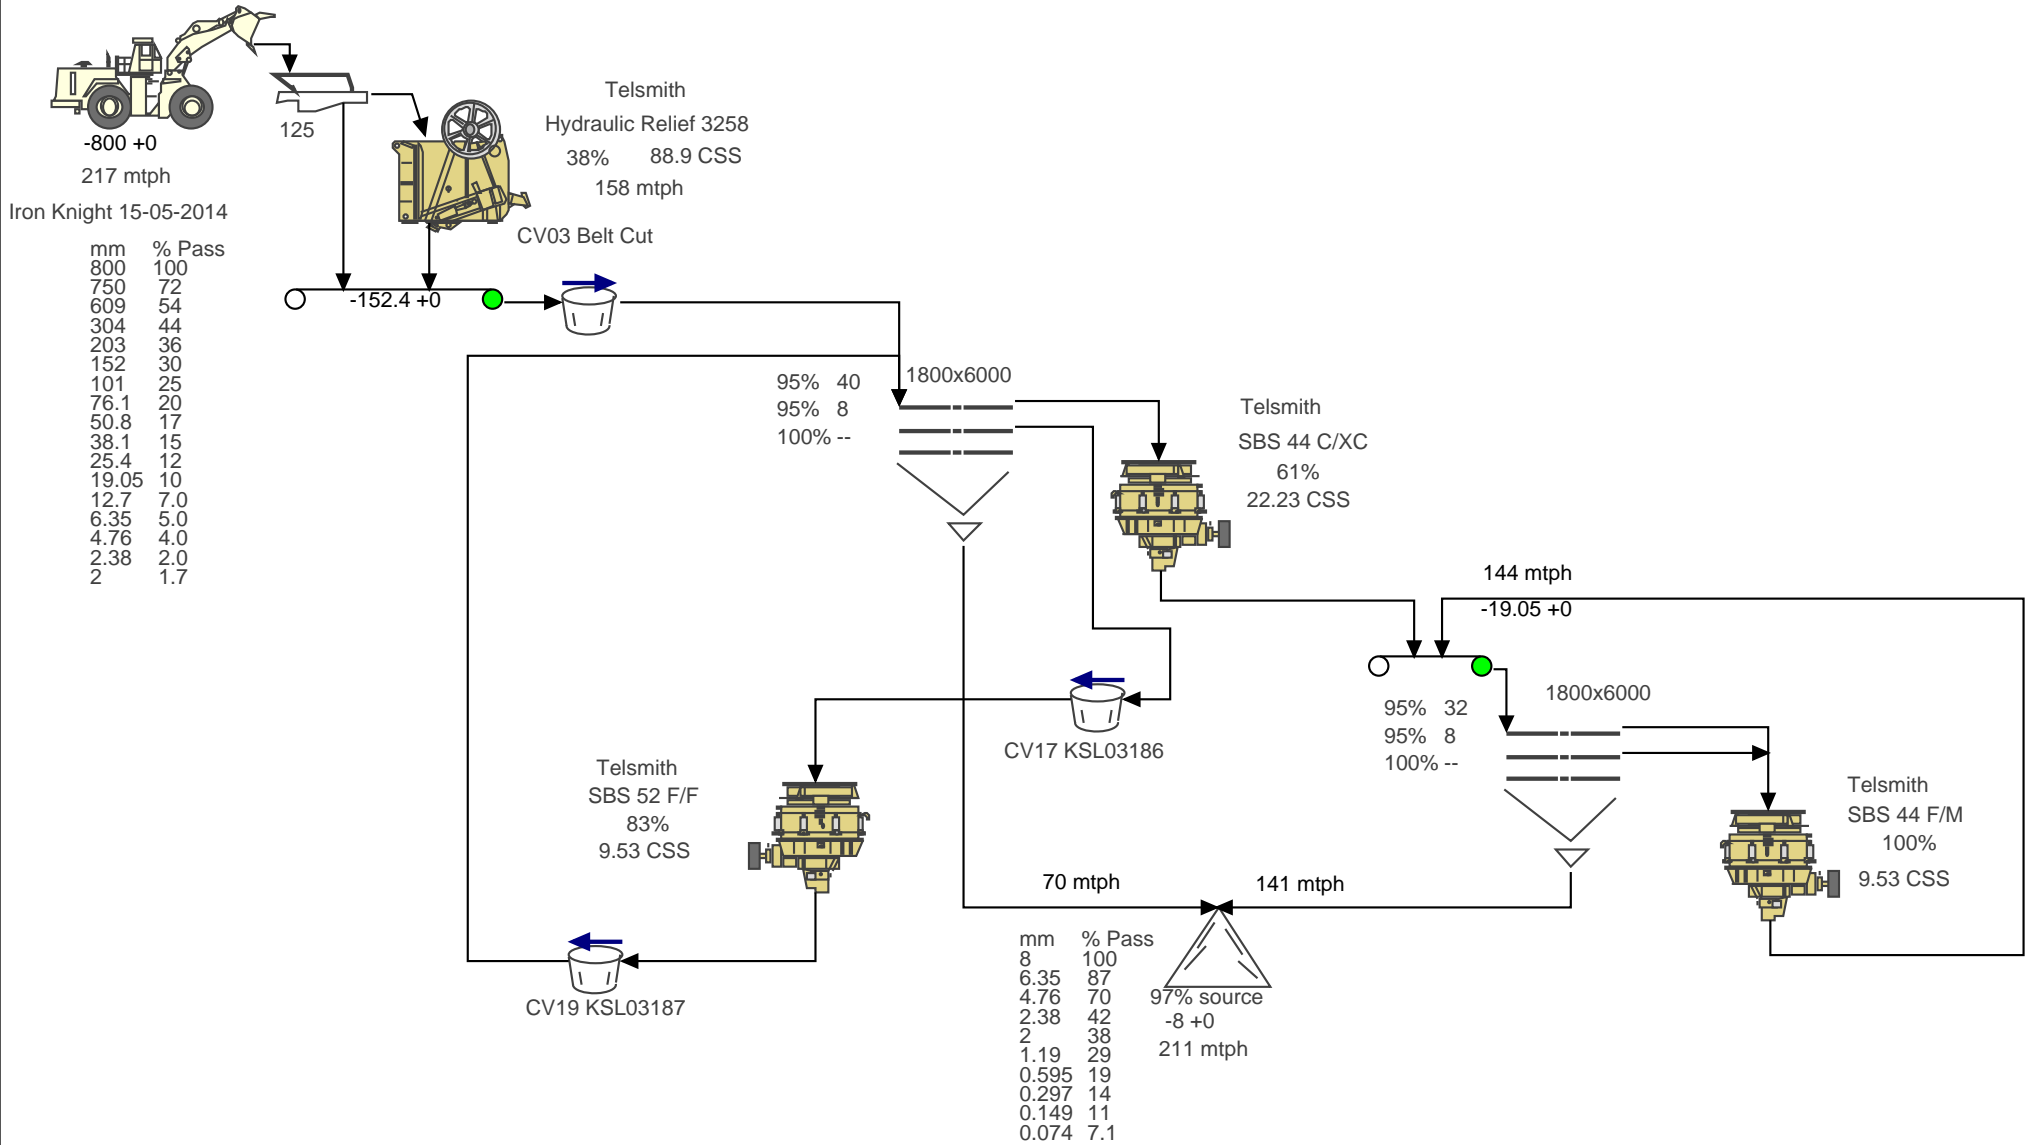 -800 +0
217 mtph
Iron Knight 15-05-2014
mm % Pass
800 100
750 72
609 54
304 44
203 36
152 30
101 25
76.1 20
50.8 17
38.1 15
25.4 12
19.05 10
12.7 7.0
6.35 5.0
4.76 4.0
2.38 2.0
2 1.7
125
Telsmith
Hydraulic Relief 3258
38% 88.9 CSS
158 mtph
CV03 Belt Cut
-152.4 +0
1800x6000
95% 40
95% 8
100% --
Telsmith
SBS 44 C/XC
61%
22.23 CSS
144 mtph
-19.05 +0
1800x6000
95% 32
95% 8
100% --
CV17 KSL03186
Telsmith
SBS 52 F/F
83%
9.53 CSS
Telsmith
SBS 44 F/M
100%
9.53 CSS
70 mtph
141 mtph
CV19 KSL03187
mm % Pass
8 100
6.35 87
4.76 70
2.38 42
2 38
1.19 29
0.595 19
0.297 14
0.149 11
0.074 7.1
97% source
-8 +0
211 mtph